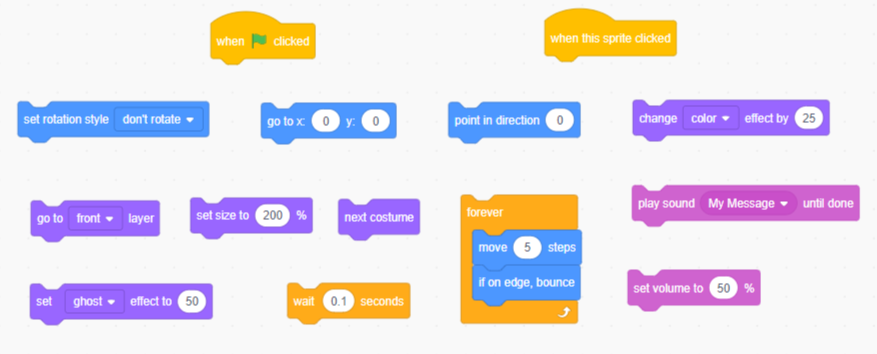 when clicked
when this sprite clicked
set rotation style don't rotate
go to x: 0 y: 0
point in direction 0
change color effect by 25
go to front layer
set size to 200 %
next costume
forever
move 5 steps
if on edge, bounce
play sound My Message until done
set ghost effect to 50
wait 0.1 seconds
set volume to 50 %